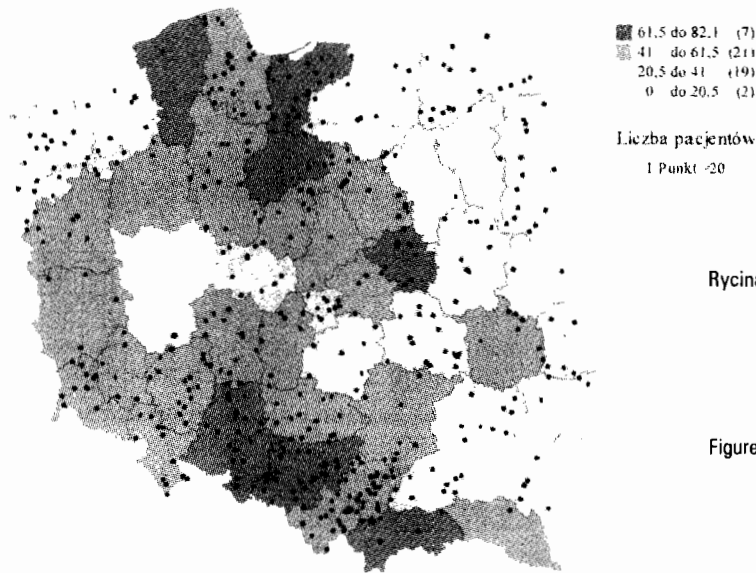 61,5 do 82,1 (7)
41 do 61,5 (21)
20,5 do 41 (19)
0 do 20,5 (2)
Liczba pacjentów
1 Punkt -20
Rycina
Figure